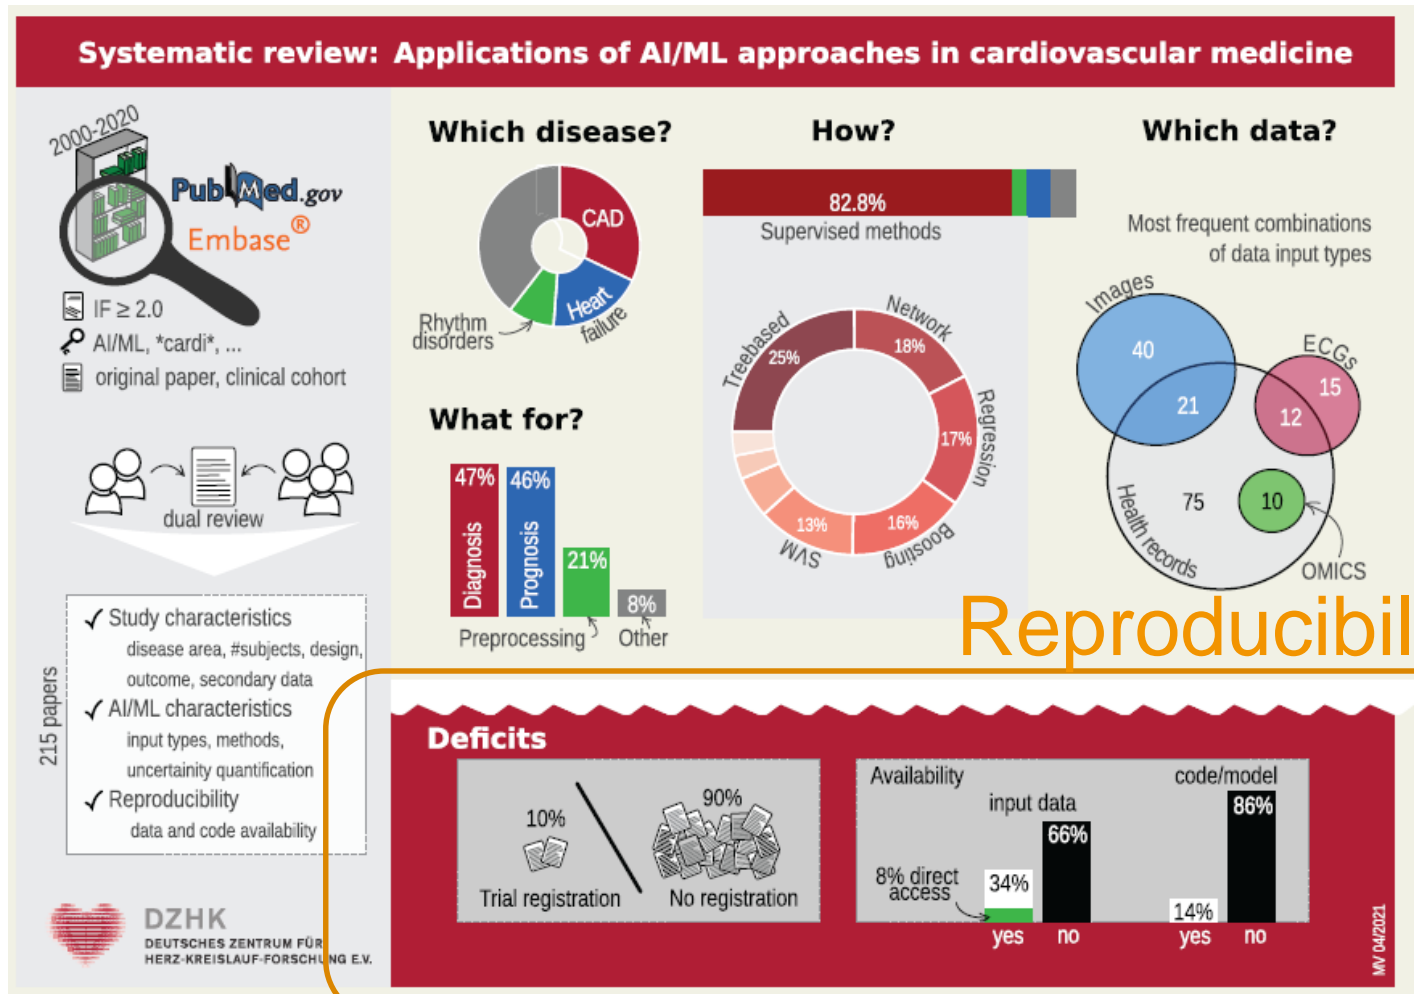 Systematic review: Applications of AI/ML approaches in cardiovascular medicine
2000-2020
PubMed.gov
Embase®
IF ≥ 2.0
AI/ML, *cardi*, ...
original paper, clinical cohort
dual review
215 papers
✓ Study characteristics
disease area, #subjects, design,
outcome, secondary data
✓ AI/ML characteristics
input types, methods,
uncertainity quantification
✓ Reproducibility
data and code availability
DZHK
DEUTSCHES ZENTRUM FÜR
HERZ-KREISLAUF-FORSCHUNG E.V.
Which disease?
CAD
Heart
failure
Rhythm
disorders
What for?
47%
Diagnosis
46%
Prognosis
21%
8%
Preprocessing
Other
How?
82.8%
Supervised methods
Treebased
25%
Network
18%
Regression
17%
Boosting
16%
SVM
13%
Which data?
Most frequent combinations
of data input types
Images
40
21
ECGs
15
12
Health records
75
10
OMICS
Reproducibil
Deficits
10%
Trial registration
90%
No registration
Availability
input data
8% direct
access
34%
66%
yes
no
code/model
14%
86%
yes
no
MV 04/2021